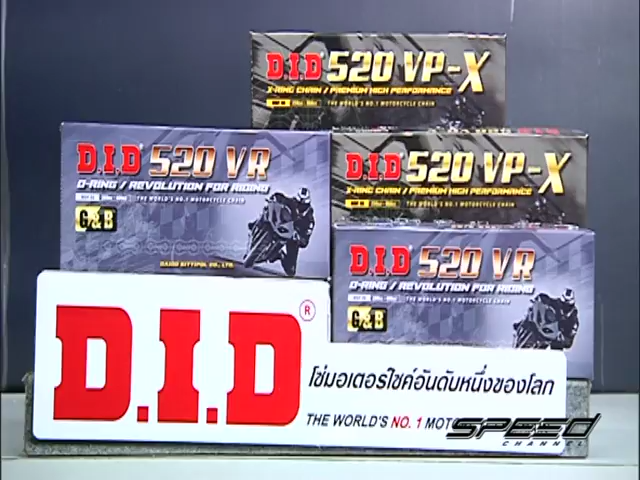 D.I.D 520 VP-X
X-RING CHAIN / PREMIUM HIGH PERFORMANCE
THE WORLD'S NO.1 MOTORCYCLE CHAIN
D.I.D 520 VR
O-RING / REVOLUTION FOR RIDING
THE WORLD'S NO.1 MOTORCYCLE CHAIN
G&B
DAIDO SITTIPOL CO., LTD.
D.I.D 520 VP-X
X-RING CHAIN / PREMIUM HIGH PERFORMANCE
THE WORLD'S NO.1 MOTORCYCLE CHAIN
D.I.D 520 VR
O-RING / REVOLUTION FOR RIDING
THE WORLD'S NO.1 MOTORCYCLE CHAIN
G&B
D.I.D ®
โซ่มอเตอร์ไซค์อันดับหนึ่งของโลก
THE WORLD'S NO. 1
SPEED
CHANNEL